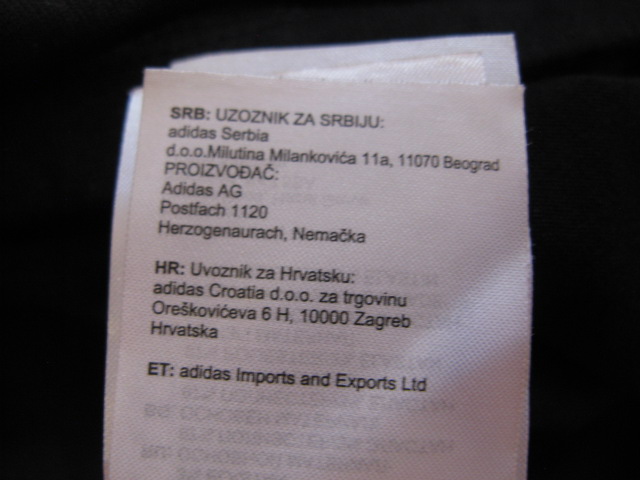 SRB: UZOZNIK ZA SRBIJU:
adidas Serbia
d.o.o.Milutina Milankovića 11a, 11070 Beograd
PROIZVOĐAČ:
Adidas AG
Postfach 1120
Herzogenaurach, Nemačka
HR: Uvoznik za Hrvatsku:
adidas Croatia d.o.o. za trgovinu
Oreškovićeva 6 H, 10000 Zagreb
Hrvatska
ET: adidas Imports and Exports Ltd